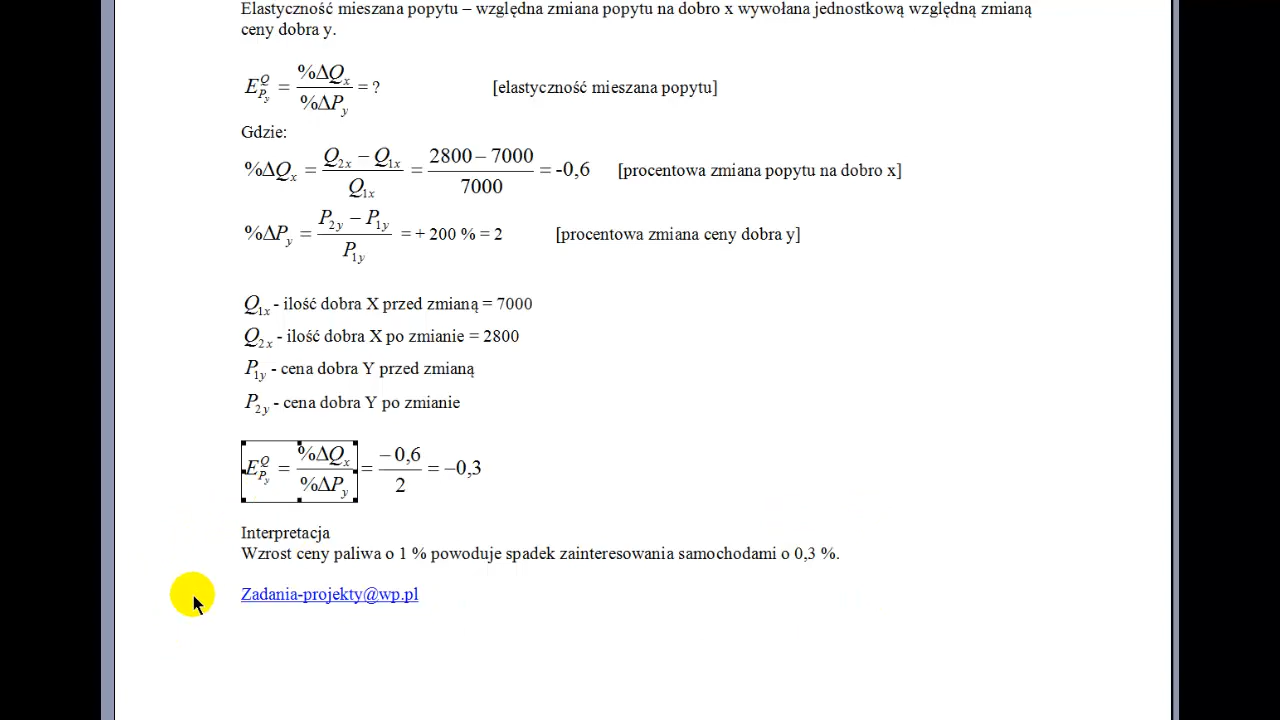 Elastyczność mieszana popytu – względna zmiana popytu na dobro x wywołana jednostkową względną zmianą
ceny dobra y.
E^Q_{P_y} = %ΔQ_x / %ΔP_y = ? [elastyczność mieszana popytu]
Gdzie:
%ΔQ_x = (Q_{2x} − Q_{1x}) / Q_{1x} = (2800 − 7000) / 7000 = -0,6 [procentowa zmiana popytu na dobro x]
%ΔP_y = (P_{2y} − P_{1y}) / P_{1y} = + 200 % = 2 [procentowa zmiana ceny dobra y]
Q_{1x} - ilość dobra X przed zmianą = 7000
Q_{2x} - ilość dobra X po zmianie = 2800
P_{1y} - cena dobra Y przed zmianą
P_{2y} - cena dobra Y po zmianie
E^Q_{P_y} = %ΔQ_x / %ΔP_y = −0,6 / 2 = −0,3
Interpretacja
Wzrost ceny paliwa o 1 % powoduje spadek zainteresowania samochodami o 0,3 %.
Zadania-projekty@wp.pl